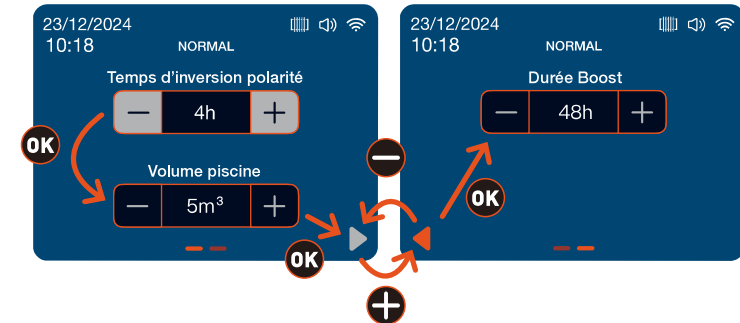 23/12/2024
10:18
NORMAL
Temps d'inversion polarité
− 4h +
OK
Volume piscine
− 5m³ +
OK
23/12/2024
10:18
NORMAL
Durée Boost
− 48h +
OK
−
+